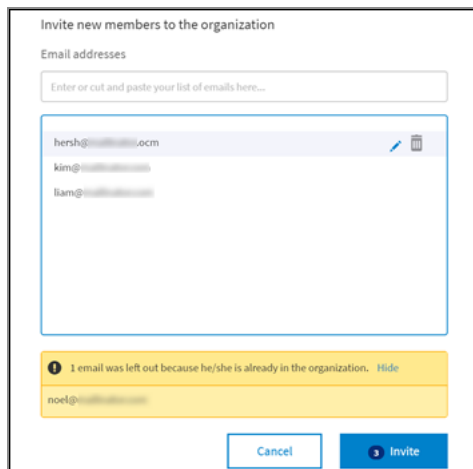 Invite new members to the organization
Email addresses
Enter or cut and paste your list of emails here...
hersh@ .ocm
kim@
liam@
1 email was left out because he/she is already in the organization. Hide
noel@
Cancel
3 Invite